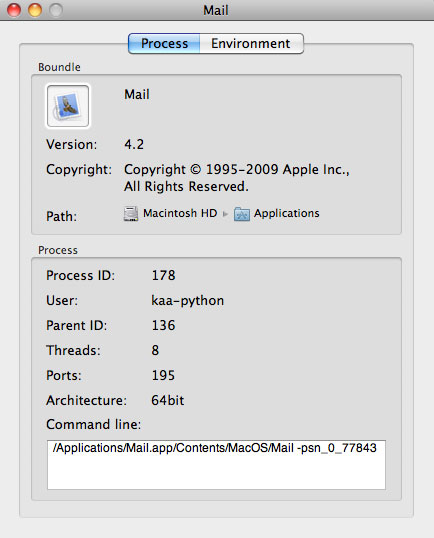 Mail
Process Environment
Boundle
Mail
Version: 4.2
Copyright: Copyright © 1995-2009 Apple Inc.,
All Rights Reserved.
Path: Macintosh HD ▸ Applications
Process
Process ID: 178
User: kaa-python
Parent ID: 136
Threads: 8
Ports: 195
Architecture: 64bit
Command line:
/Applications/Mail.app/Contents/MacOS/Mail -psn_0_77843